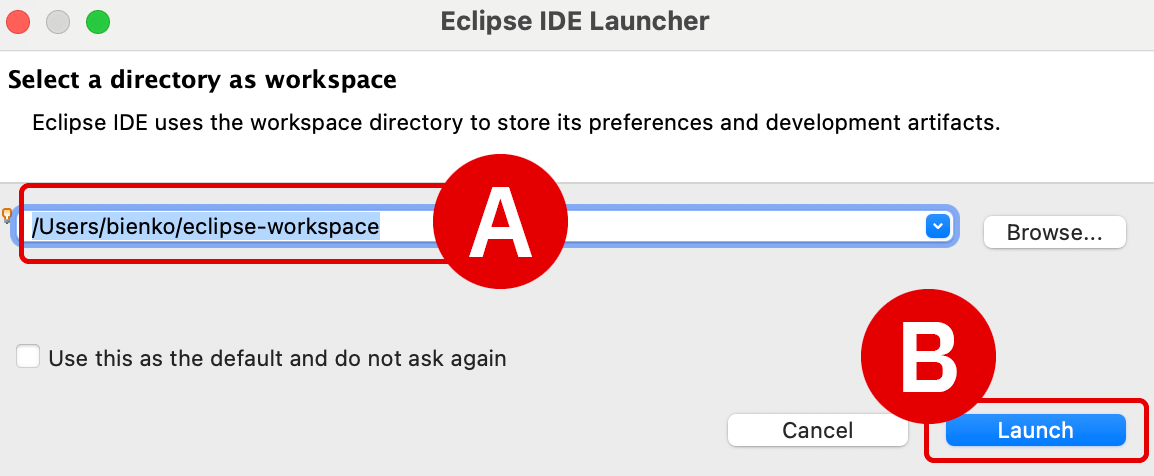 Eclipse IDE Launcher
Select a directory as workspace
Eclipse IDE uses the workspace directory to store its preferences and development artifacts.
/Users/bienko/eclipse-workspace
A
Browse...
Use this as the default and do not ask again
B
Cancel
Launch